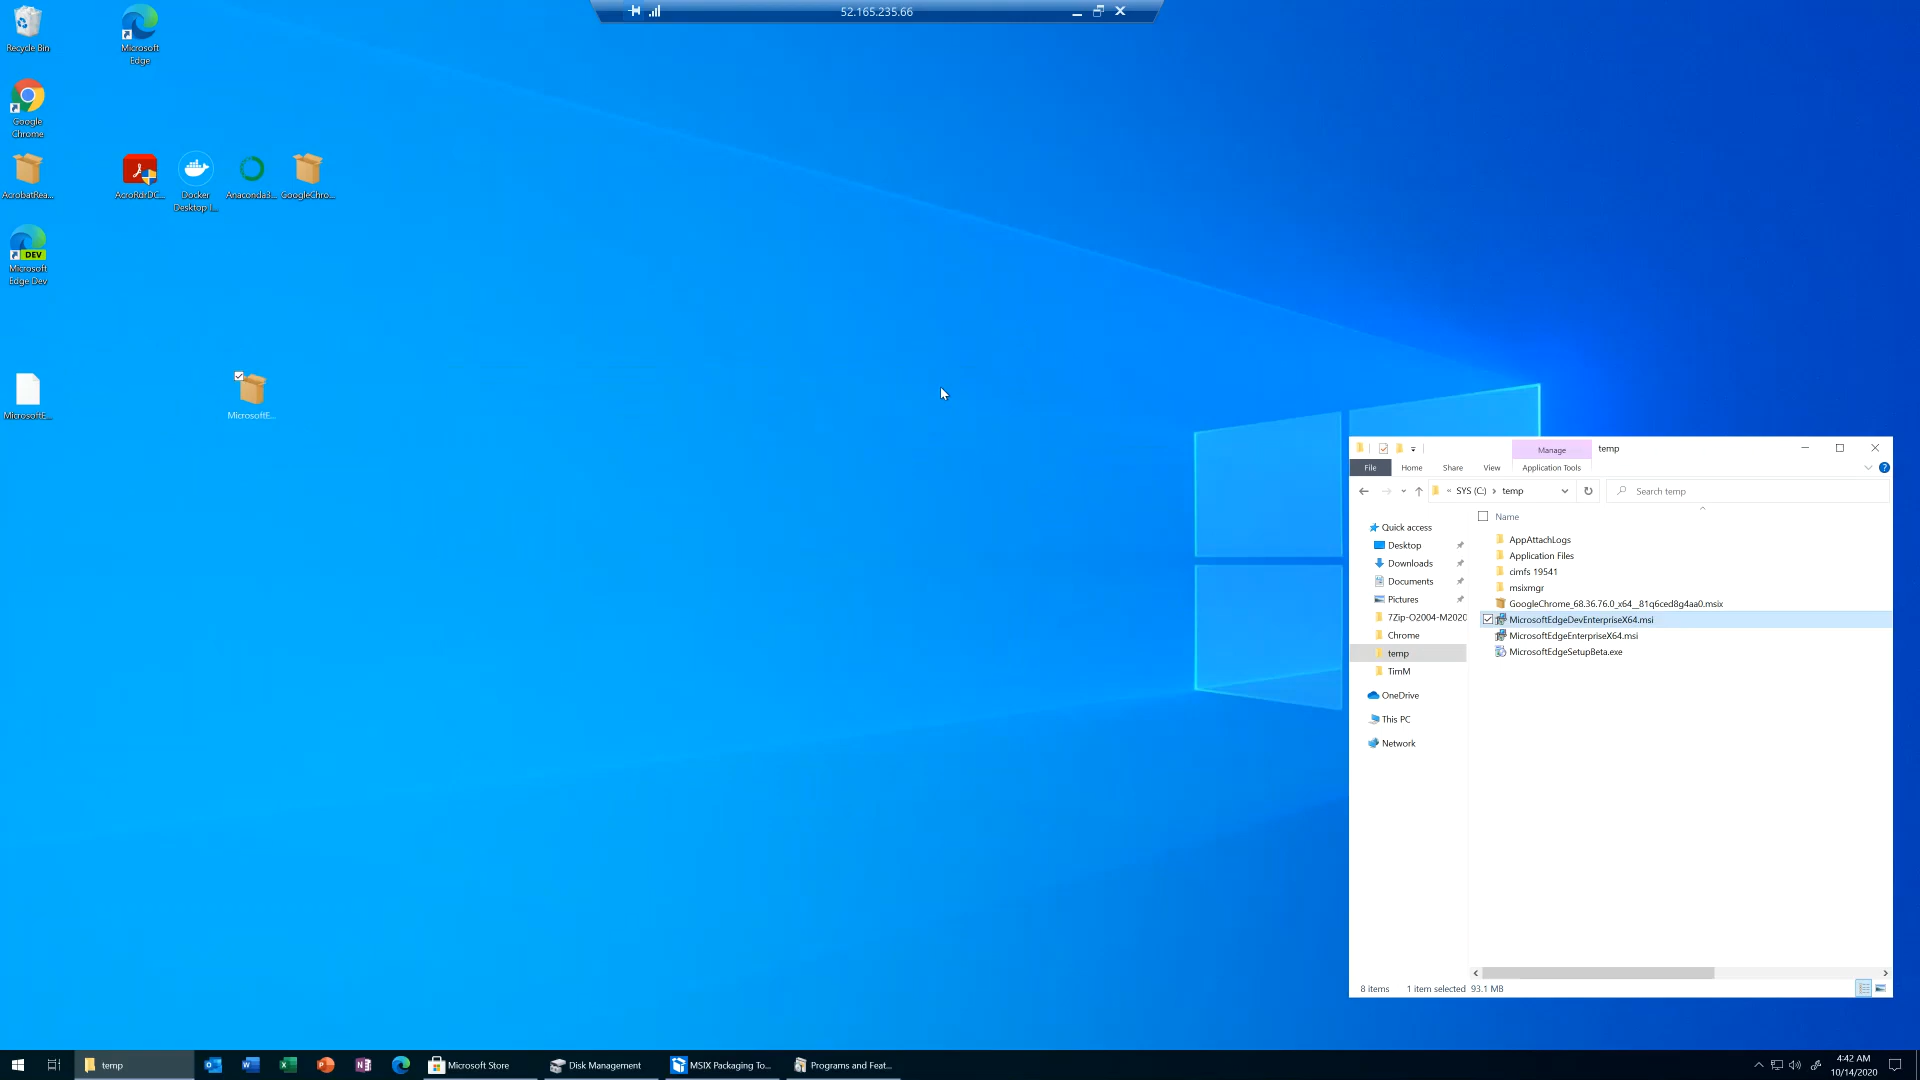 52.165.235.66
Recycle Bin
Microsoft
Edge
Google
Chrome
AcrobatRea...
AcroRdrDC...
Docker
Desktop I...
Anaconda3...
GoogleChro...
DEV
Microsoft
Edge Dev
MicrosoftE...
MicrosoftE...
Manage
temp
File
Home
Share
View
Application Tools
« SYS (C:) > temp
Search temp
Quick access
Desktop
Downloads
Documents
Pictures
7Zip-O2004-M2020
Chrome
temp
TimM
OneDrive
This PC
Network
Name
AppAttachLogs
Application Files
cimfs 19541
msixmgr
GoogleChrome_68.36.76.0_x64__81q6ced8g4aa0.msix
MicrosoftEdgeDevEnterpriseX64.msi
MicrosoftEdgeEnterpriseX64.msi
MicrosoftEdgeSetupBeta.exe
8 items
1 item selected 93.1 MB
temp
Microsoft Store
Disk Management
MSIX Packaging To...
Programs and Feat...
4:42 AM
10/14/2020